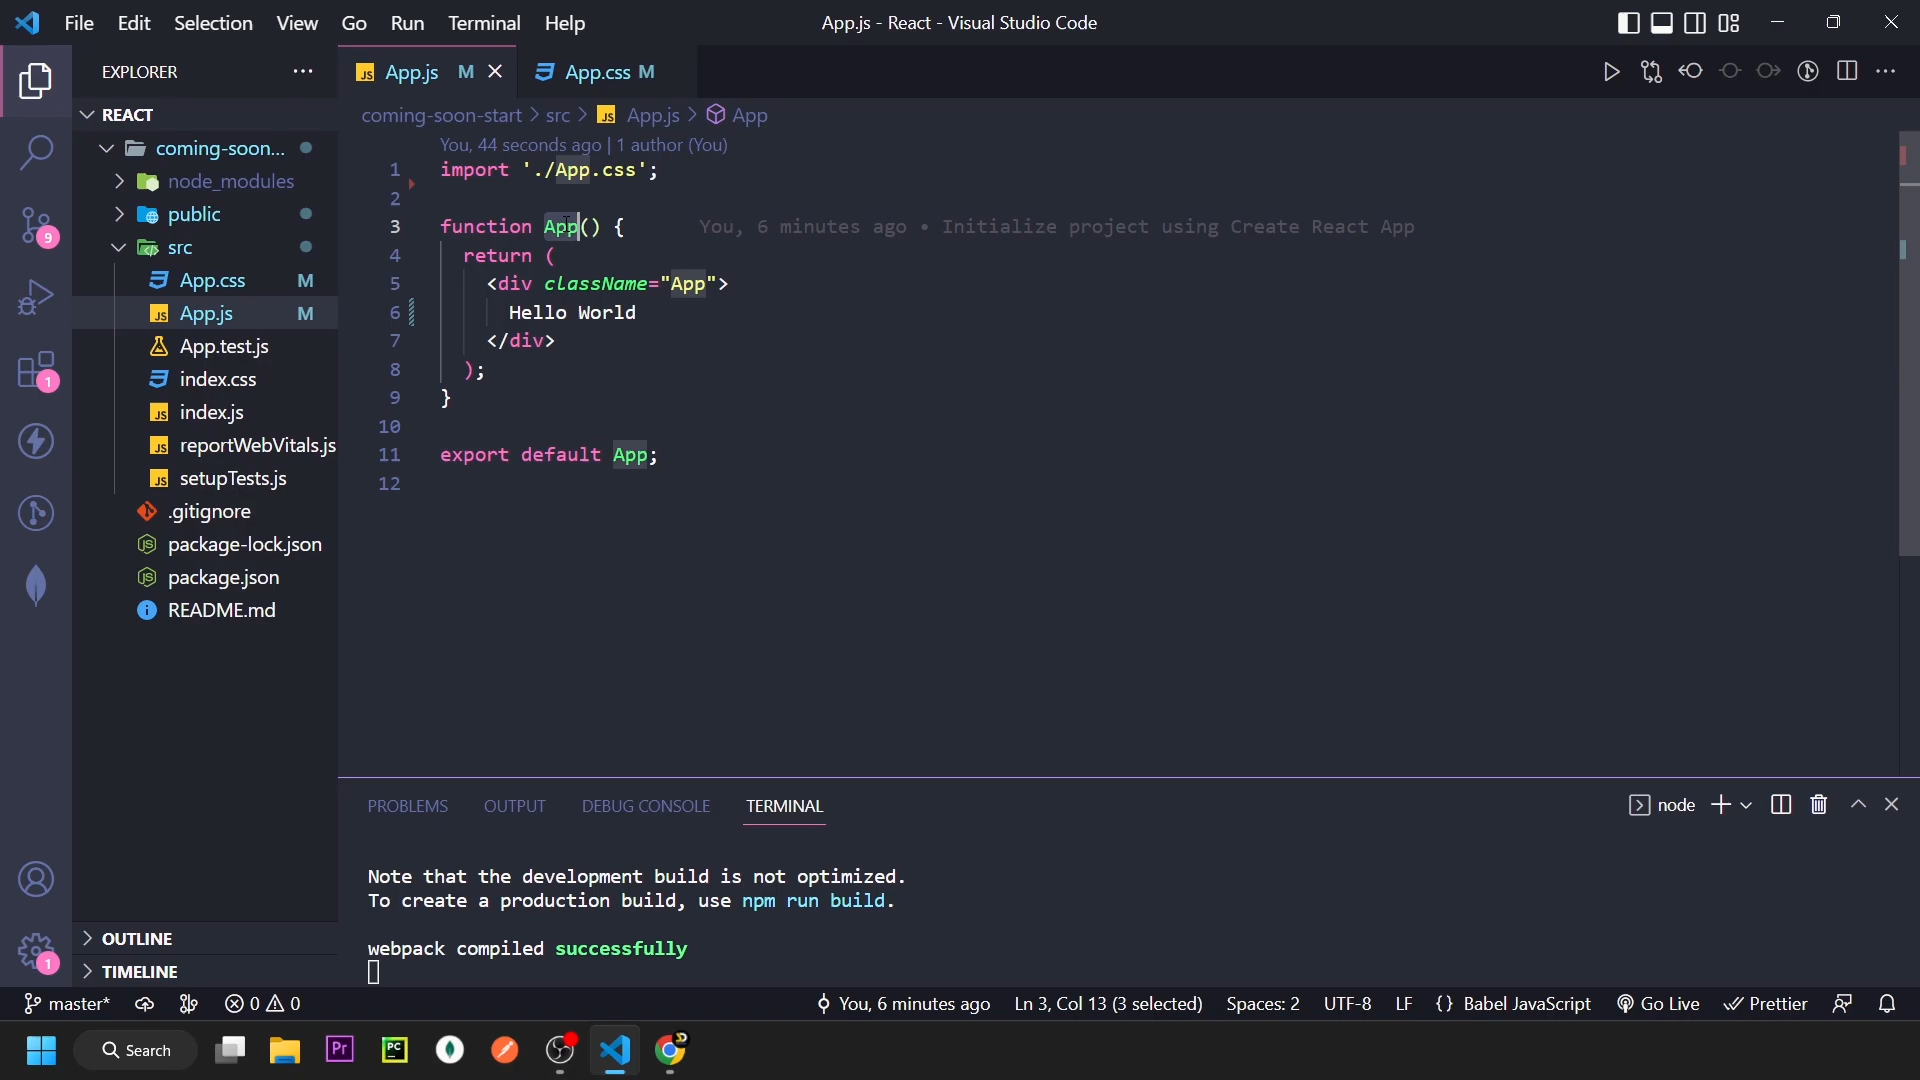 File Edit Selection View Go Run Terminal Help
App.js - React - Visual Studio Code
EXPLORER
App.js M
App.css M
REACT
coming-soon...
node_modules
public
src
App.css M
App.js M
App.test.js
index.css
index.js
reportWebVitals.js
setupTests.js
.gitignore
package-lock.json
package.json
README.md
OUTLINE
TIMELINE
9
1
1
coming-soon-start > src > JS App.js > App
You, 44 seconds ago | 1 author (You)
1 import './App.css';
2
3 function App() { You, 6 minutes ago • Initialize project using Create React App
4 return (
5 <div className="App">
6 Hello World
7 </div>
8 );
9 }
10
11 export default App;
12
PROBLEMS OUTPUT DEBUG CONSOLE TERMINAL
node
Note that the development build is not optimized.
To create a production build, use npm run build.
webpack compiled successfully
master* 0 0 You, 6 minutes ago Ln 3, Col 13 (3 selected) Spaces: 2 UTF-8 LF {} Babel JavaScript Go Live Prettier
Search Pr PC